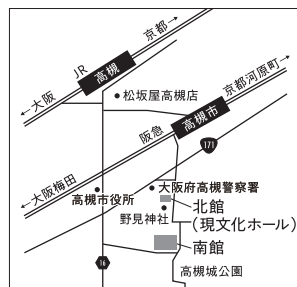 京都→
JR
高槻
←大阪
松坂屋高槻店
京都河原町→
高槻市
阪急
171
←大阪梅田
高槻市役所
大阪府高槻警察署
北館
(現文化ホール)
野見神社
南館
16
高槻城公園